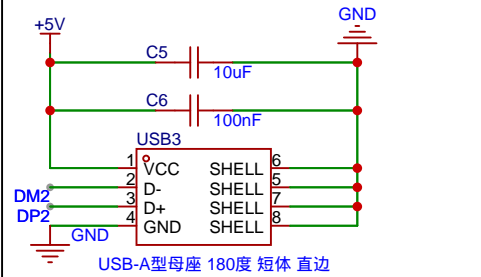 +5V
GND
C5
10uF
C6
100nF
USB3
1 VCC SHELL 6
2 D- SHELL 5
DM2
3 D+ SHELL 7
DP2
4 GND SHELL 8
GND
USB-A型母座 180度 短体 直边